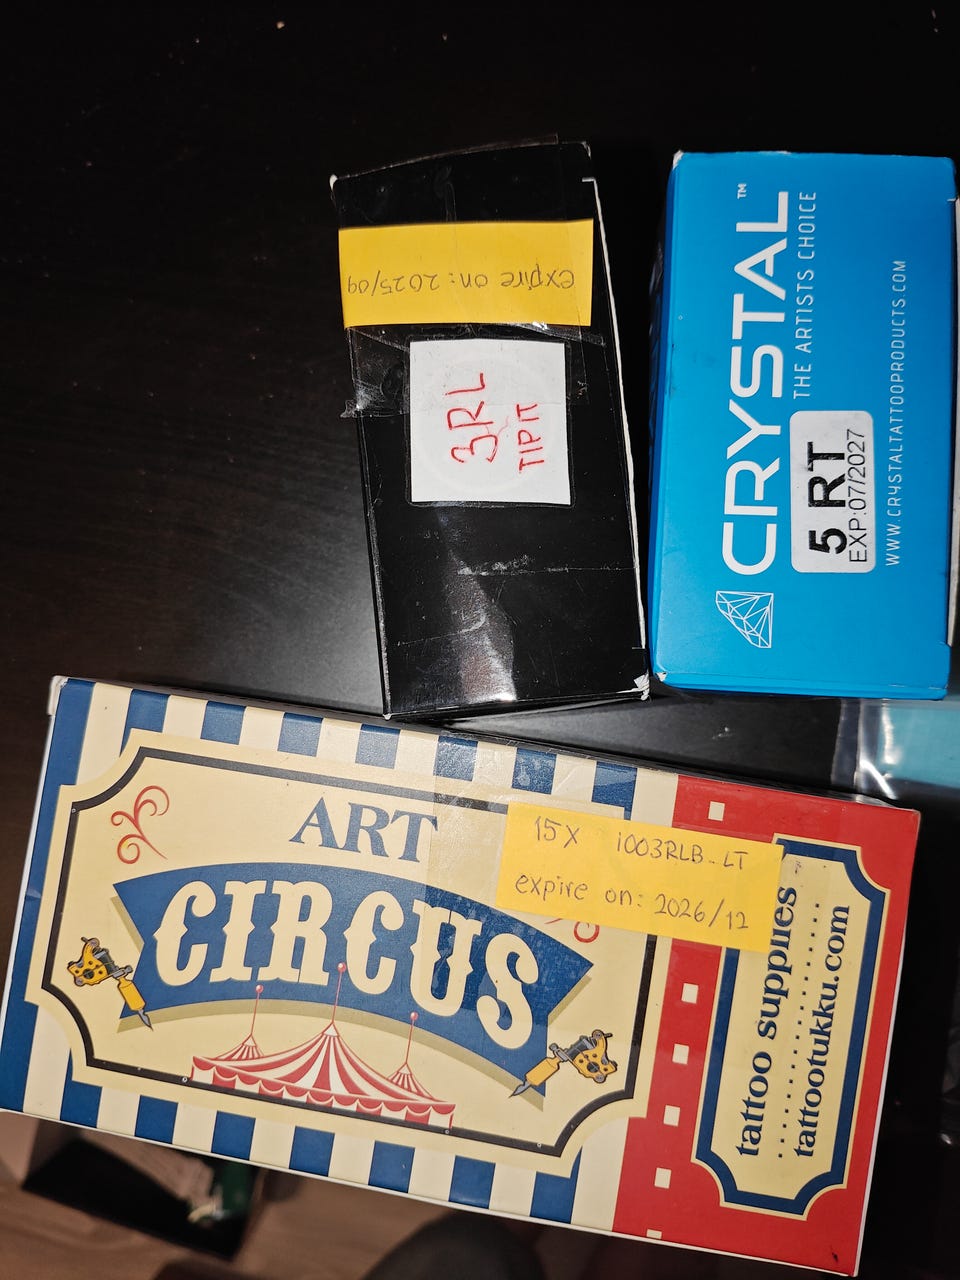 expire on: 2025/09
3RL
TIPIT
CRYSTAL™
THE ARTISTS CHOICE
5 RT
EXP:07/2027
WWW.CRYSTALTATTOOPRODUCTS.COM
ART
CIRCUS
15X 1003RLB-LT
expire on: 2026/12
tattoo supplies
tattootukku.com